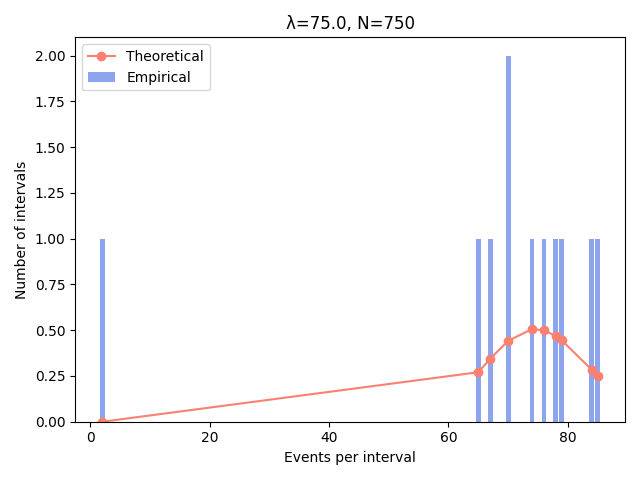 λ=75.0, N=750
Theoretical
Empirical
Number of intervals
2.00
1.75
1.50
1.25
1.00
0.75
0.50
0.25
0.00
0
20
40
60
80
Events per interval